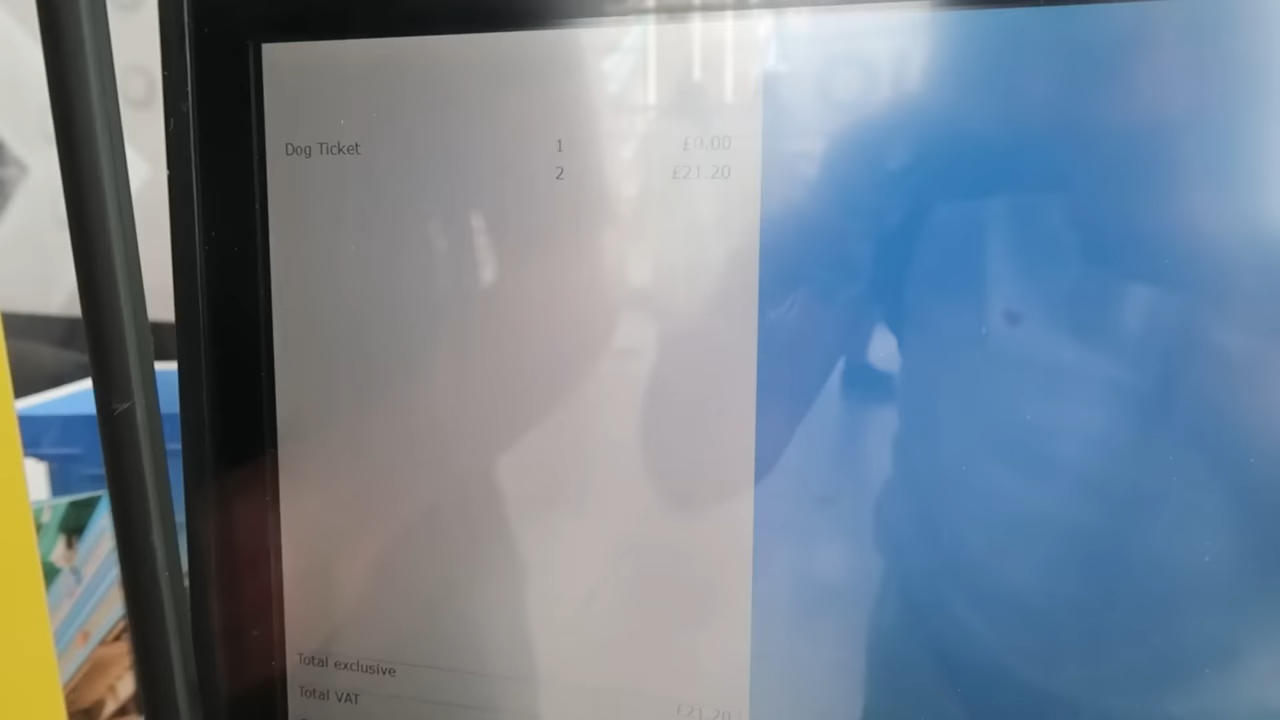 Dog Ticket 1 £0.00
2 £21.20
Total exclusive
Total VAT £21.20